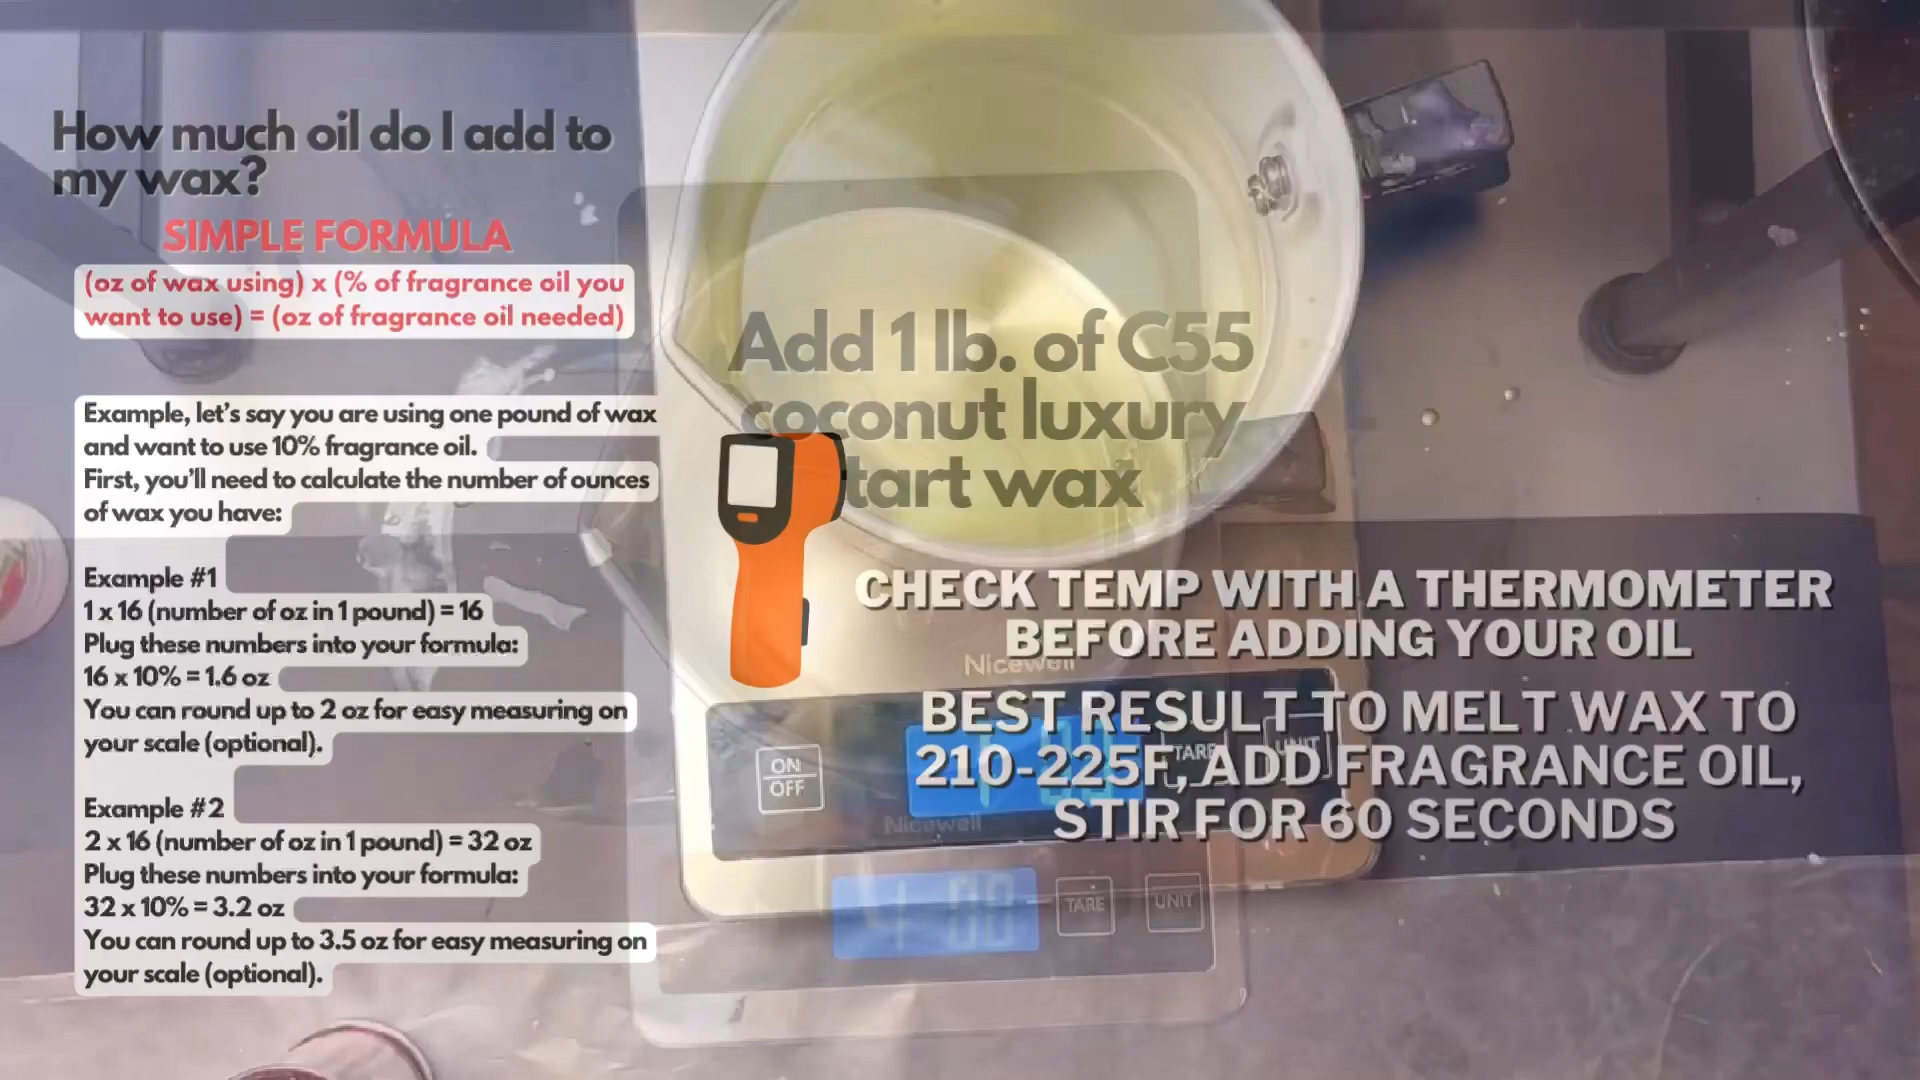 How much oil do I add to
my wax?
SIMPLE FORMULA
(oz of wax using) x (% of fragrance oil you
want to use) = (oz of fragrance oil needed)
Example, let's say you are using one pound of wax
and want to use 10% fragrance oil.
First, you'll need to calculate the number of ounces
of wax you have:
Example #1
1 x 16 (number of oz in 1 pound) = 16
Plug these numbers into your formula:
16 x 10% = 1.6 oz
You can round up to 2 oz for easy measuring on
your scale (optional).
Example #2
2 x 16 (number of oz in 1 pound) = 32 oz
Plug these numbers into your formula:
32 x 10% = 3.2 oz
You can round up to 3.5 oz for easy measuring on
your scale (optional).
Add 1 lb. of C55
coconut luxury
tart wax
CHECK TEMP WITH A THERMOMETER
BEFORE ADDING YOUR OIL
BEST RESULT TO MELT WAX TO
210-225F, ADD FRAGRANCE OIL,
STIR FOR 60 SECONDS
Nicewell
ON
OFF
TARE
UNIT
Nicewell
TARE
UNIT